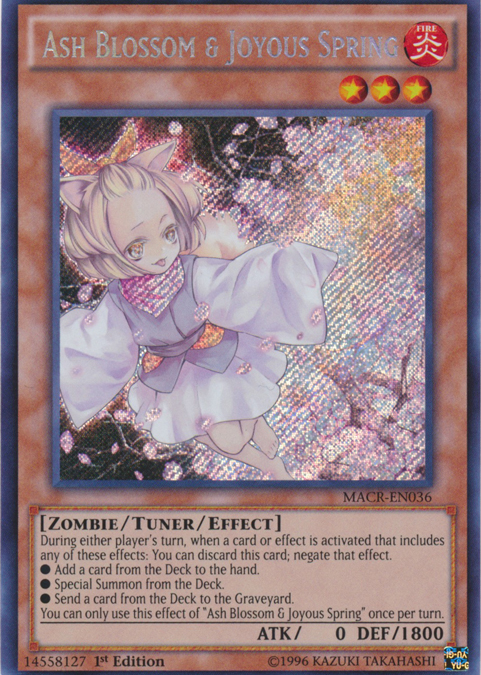 ASH BLOSSOM & JOYOUS SPRING
FIRE
炎
MACR-EN036
[ZOMBIE/TUNER/EFFECT]
During either player's turn, when a card or effect is activated that includes
any of these effects: You can discard this card; negate that effect.
● Add a card from the Deck to the hand.
● Special Summon from the Deck.
● Send a card from the Deck to the Graveyard.
You can only use this effect of "Ash Blossom & Joyous Spring" once per turn.
ATK/ 0 DEF/1800
14558127 1st Edition ©1996 KAZUKI TAKAHASHI